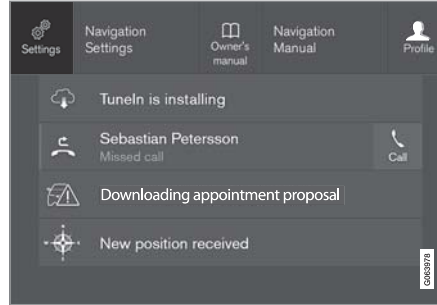 Settings
Navigation
Settings
Owner's
manual
Navigation
Manual
Profile
TuneIn is installing
Sebastian Petersson
Missed call
Call
Downloading appointment proposal
New position received
G063978